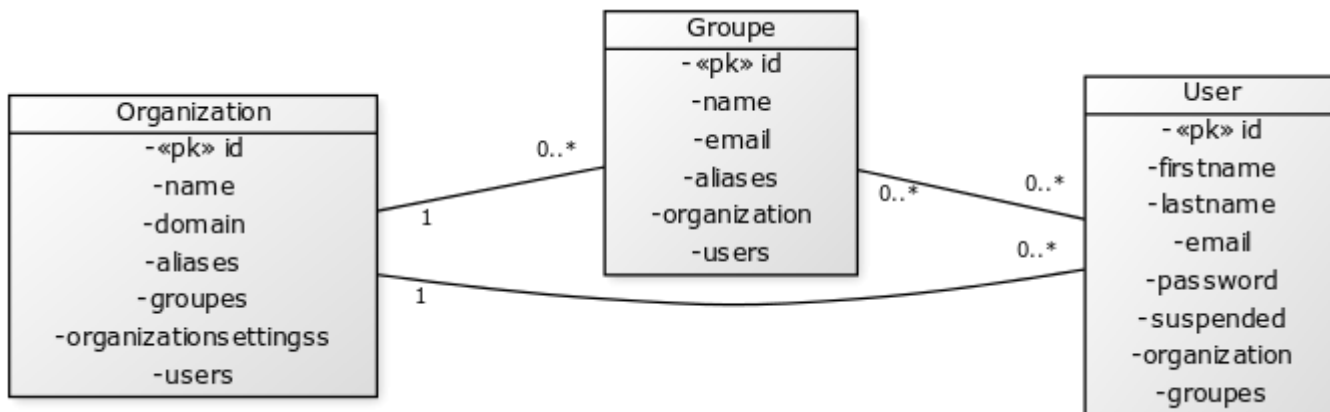 Organization
-«pk» id
-name
-domain
-aliases
-groupes
-organizationsettingss
-users
1
1
0..*
Groupe
-«pk» id
-name
-email
-aliases
-organization
-users
0..*
0..*
0..*
User
-«pk» id
-firstname
-lastname
-email
-password
-suspended
-organization
-groupes